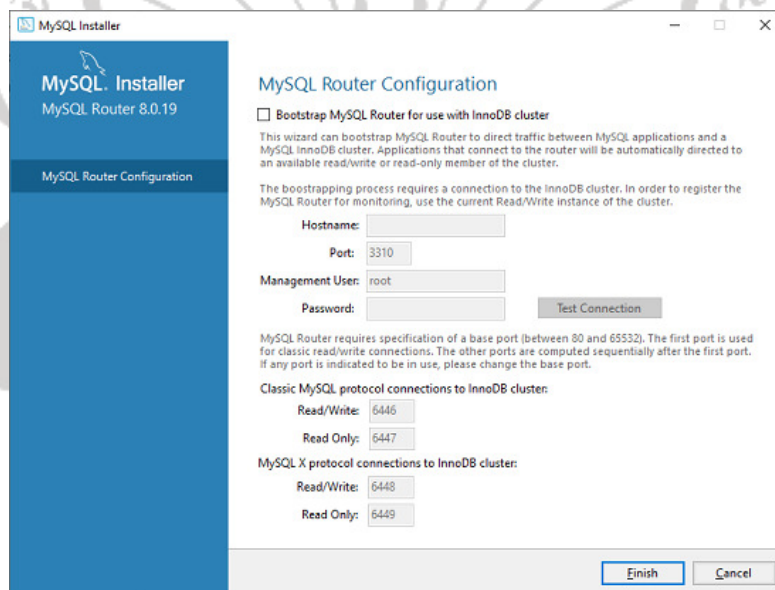 MySQL Installer
MySQL. Installer
MySQL Router 8.0.19
MySQL Router Configuration
MySQL Router Configuration
Bootstrap MySQL Router for use with InnoDB cluster
This wizard can bootstrap MySQL Router to direct traffic between MySQL applications and a
MySQL InnoDB cluster. Applications that connect to the router will be automatically directed to
an available read/write or read-only member of the cluster.
The boostrapping process requires a connection to the InnoDB cluster. In order to register the
MySQL Router for monitoring, use the current Read/Write instance of the cluster.
Hostname:
Port: 3310
Management User: root
Password: Test Connection
MySQL Router requires specification of a base port (between 80 and 65532). The first port is used
for classic read/write connections. The other ports are computed sequentially after the first port.
If any port is indicated to be in use, please change the base port.
Classic MySQL protocol connections to InnoDB cluster:
Read/Write: 6446
Read Only: 6447
MySQL X protocol connections to InnoDB cluster:
Read/Write: 6448
Read Only: 6449
Finish Cancel